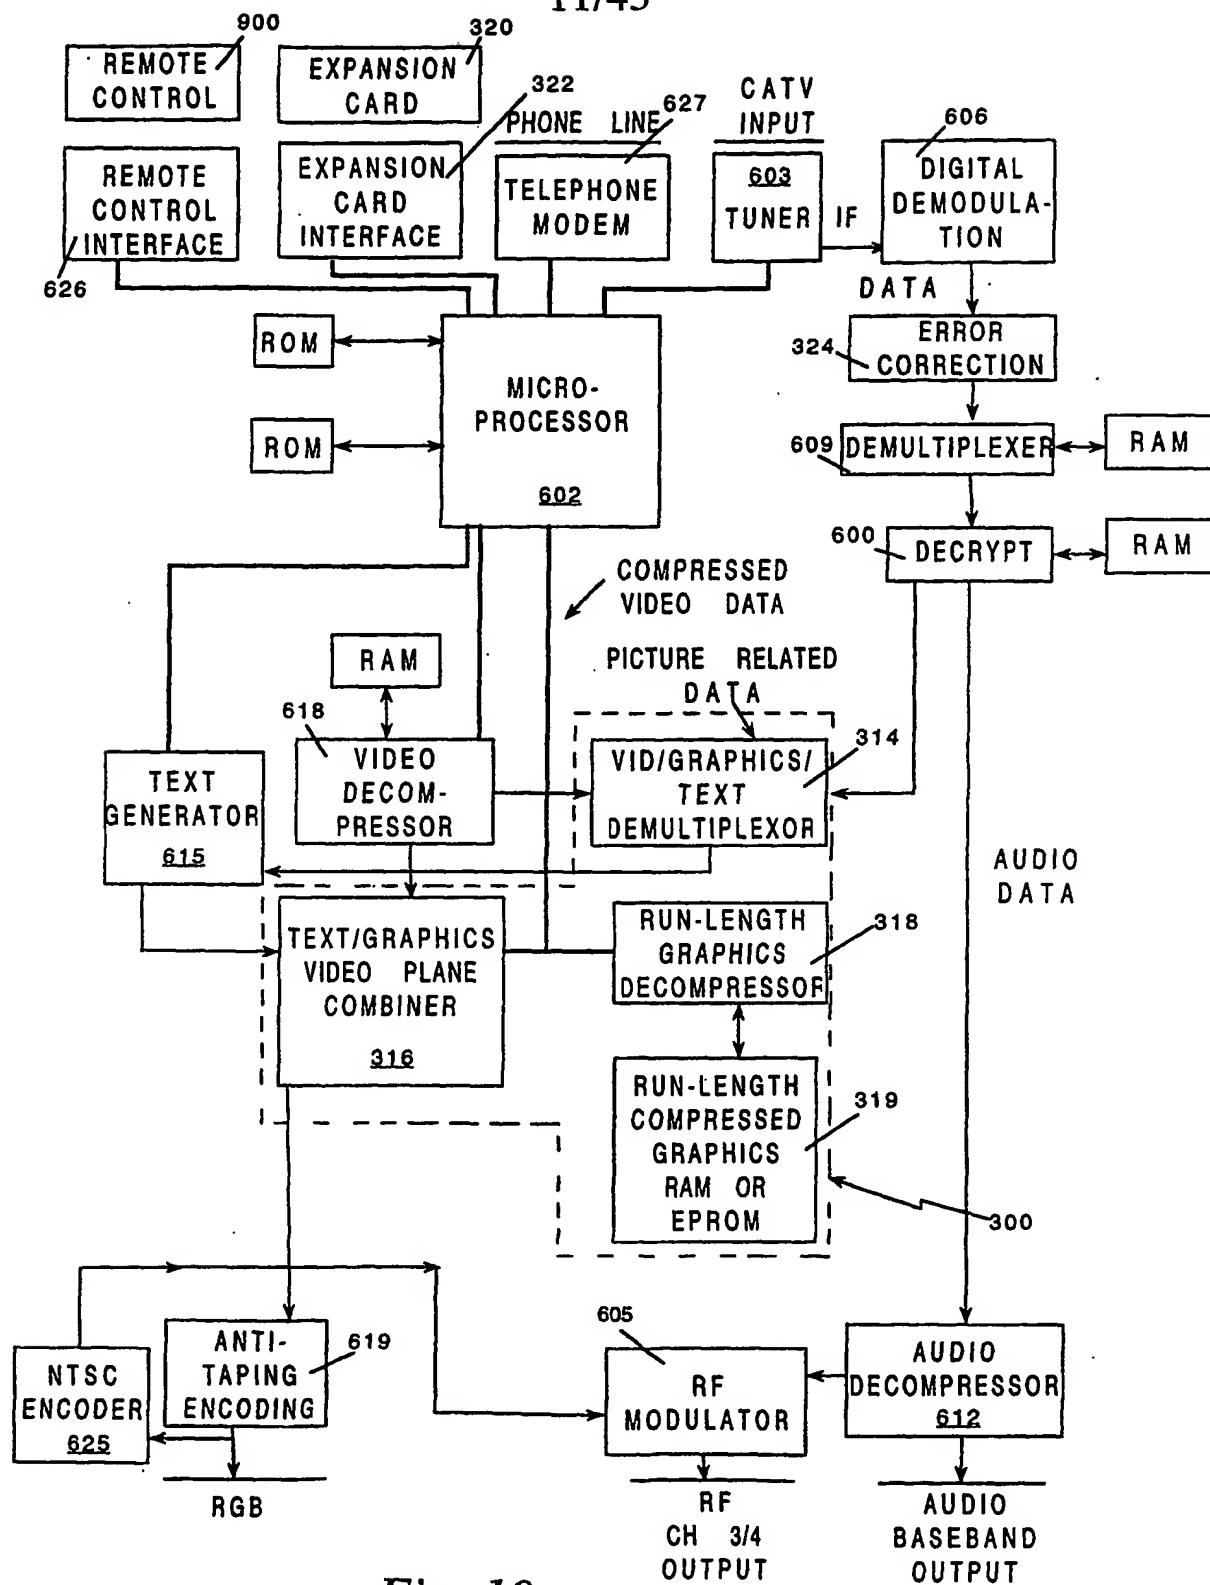 11/45
900
REMOTE
CONTROL
320
EXPANSION
CARD
322
PHONE LINE
627
CATV
INPUT
606
REMOTE
CONTROL
INTERFACE
626
EXPANSION
CARD
INTERFACE
TELEPHONE
MODEM
603
TUNER
IF
DIGITAL
DEMODULA-
TION
DATA
ROM
ROM
MICRO-
PROCESSOR
602
324
ERROR
CORRECTION
609
DEMULTIPLEXER
RAM
600
DECRYPT
RAM
COMPRESSED
VIDEO DATA
RAM
PICTURE RELATED
DATA
618
VIDEO
DECOM-
PRESSOR
VID/GRAPHICS/
TEXT
DEMULTIPLEXOR
314
TEXT
GENERATOR
615
AUDIO
DATA
TEXT/GRAPHICS
VIDEO PLANE
COMBINER
316
RUN-LENGTH
GRAPHICS
DECOMPRESSOR
318
RUN-LENGTH
COMPRESSED
GRAPHICS
RAM OR
EPROM
319
300
NTSC
ENCODER
625
ANTI-
TAPING
ENCODING
619
605
RF
MODULATOR
AUDIO
DECOMPRESSOR
612
RGB
RF
CH 3/4
OUTPUT
AUDIO
BASEBAND
OUTPUT